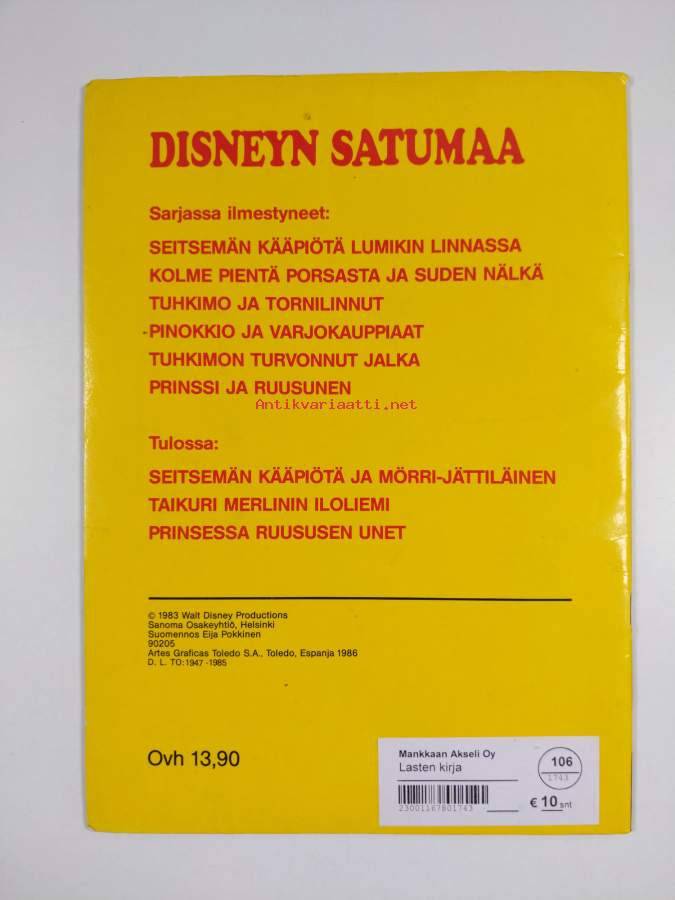 DISNEYN SATUMAA
Sarjassa ilmestyneet:
SEITSEMÄN KÄÄPIÖTÄ LUMIKIN LINNASSA
KOLME PIENTÄ PORSASTA JA SUDEN NÄLKÄ
TUHKIMO JA TORNILINNUT
PINOKKIO JA VARJOKAUPPIAAT
TUHKIMON TURVONNUT JALKA
PRINSSI JA RUUSUNEN
Antikvariaatti.net
Tulossa:
SEITSEMÄN KÄÄPIÖTÄ JA MÖRRI-JÄTTILÄINEN
TAIKURI MERLININ ILOLIEMI
PRINSESSA RUUSUSEN UNET
© 1983 Walt Disney Productions
Sanoma Osakeyhtiö, Helsinki
Suomennos Eija Pokkinen
90205
Artes Graficas Toledo S.A., Toledo, Espanja 1986
D. L. TO:1947-1985
Ovh 13,90
Mankkaan Akseli Oy
Lasten kirja
106
1743
23001167801743
€ 10 snt